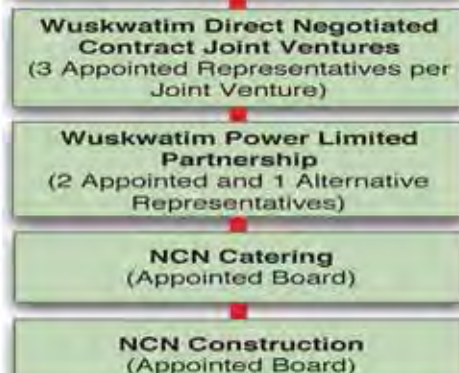 Wuskwatim Direct Negotiated
Contract Joint Ventures
(3 Appointed Representatives per
Joint Venture)
Wuskwatim Power Limited
Partnership
(2 Appointed and 1 Alternative
Representatives)
NCN Catering
(Appointed Board)
NCN Construction
(Appointed Board)